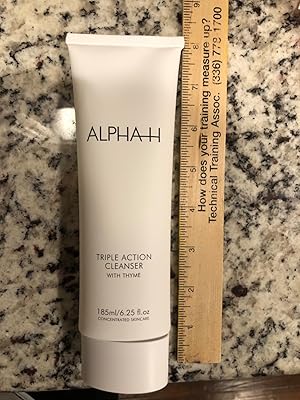 ALPHA-H
TRIPLE ACTION
CLEANSER
WITH THYME
185ml/6.25 fl.oz
CONCENTRATED SKINCARE
How does your training measure up?
Technical Training Assoc. (336) 778 1700